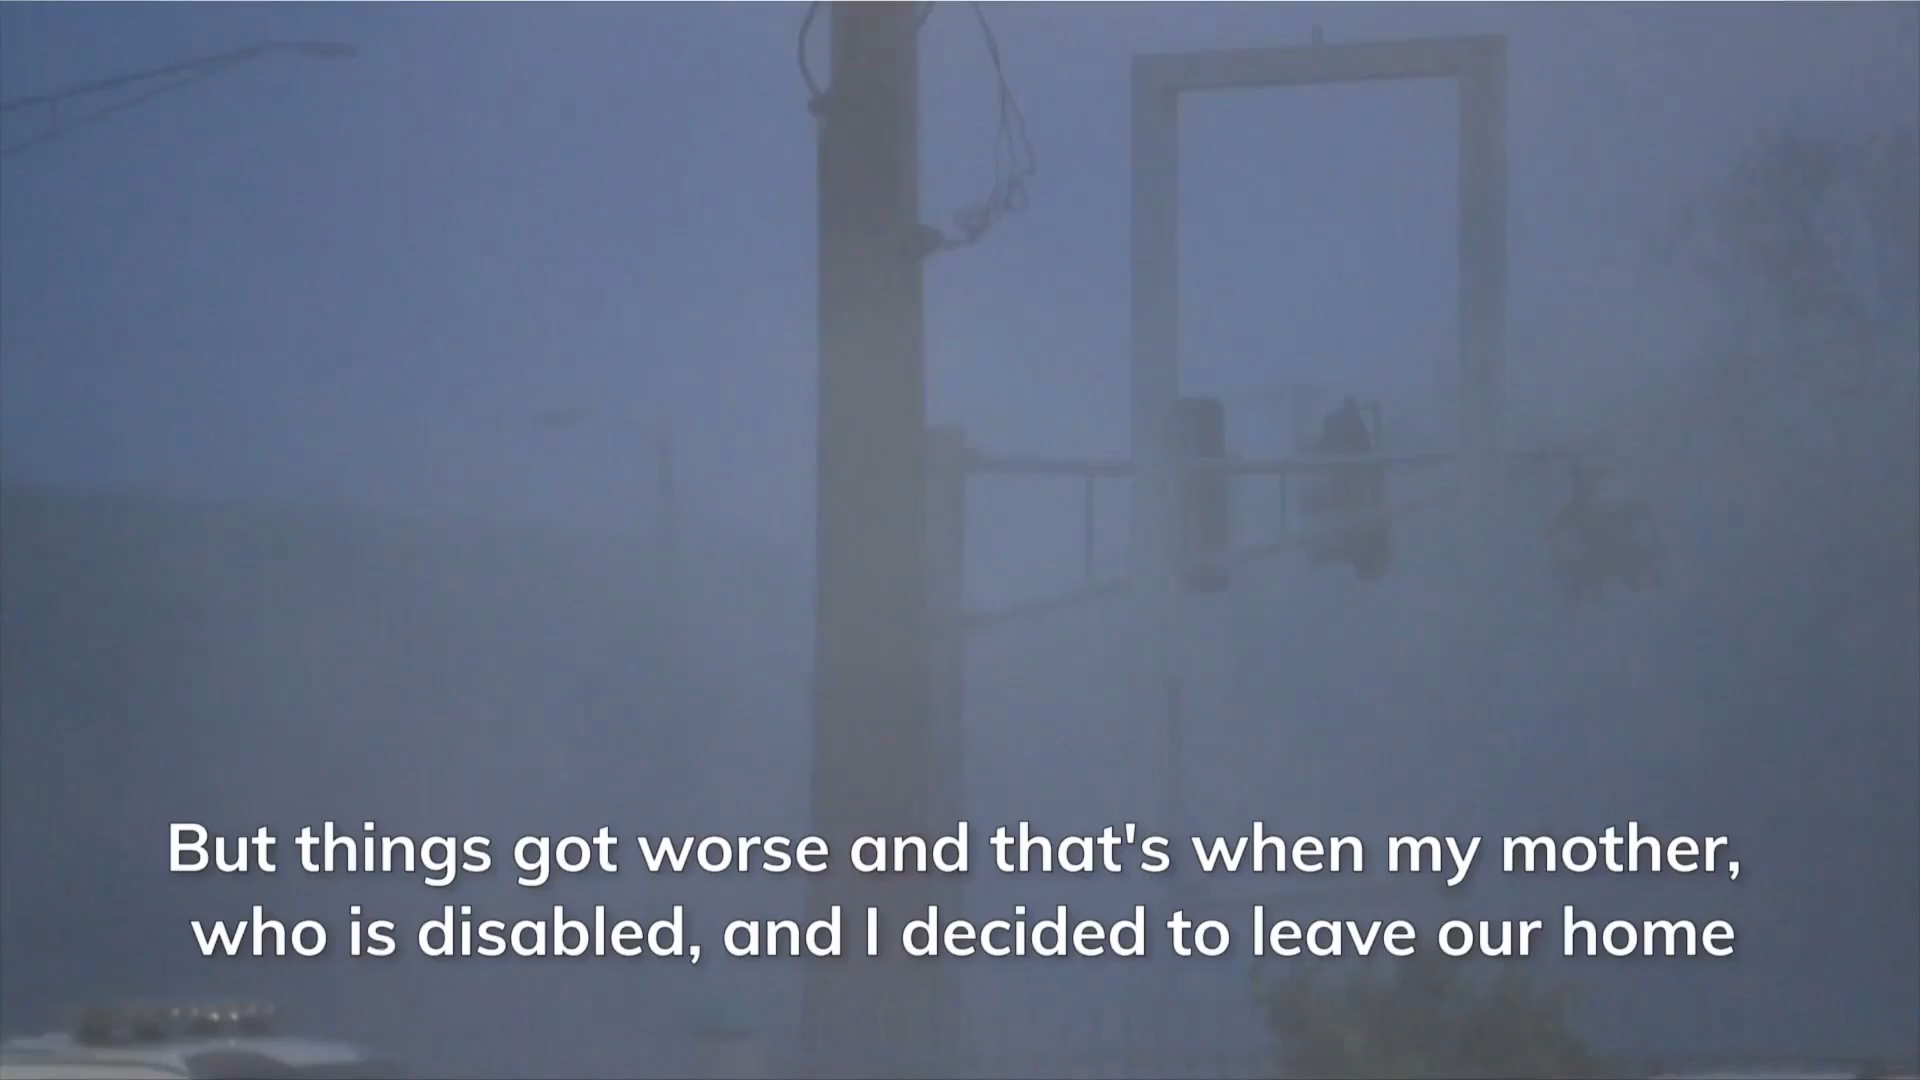 But things got worse and that's when my mother,
who is disabled, and I decided to leave our home